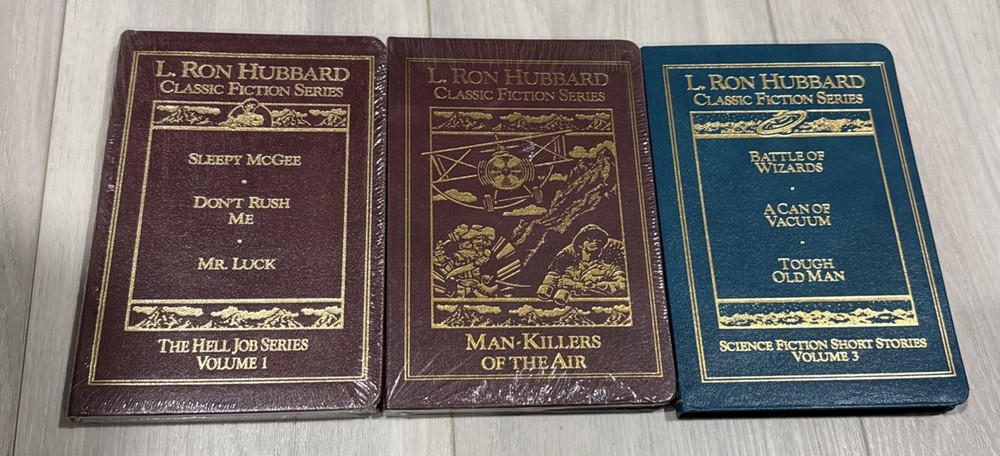 L. RON HUBBARD
CLASSIC FICTION SERIES
SLEEPY MCGEE
DON'T RUSH
ME
MR. LUCK
THE HELL JOB SERIES
VOLUME 1
L. RON HUBBARD
CLASSIC FICTION SERIES
MAN-KILLERS
OF THE AIR
L. RON HUBBARD
CLASSIC FICTION SERIES
BATTLE OF
WIZARDS
A CAN OF
VACUUM
TOUGH
OLD MAN
SCIENCE FICTION SHORT STORIES
VOLUME 3